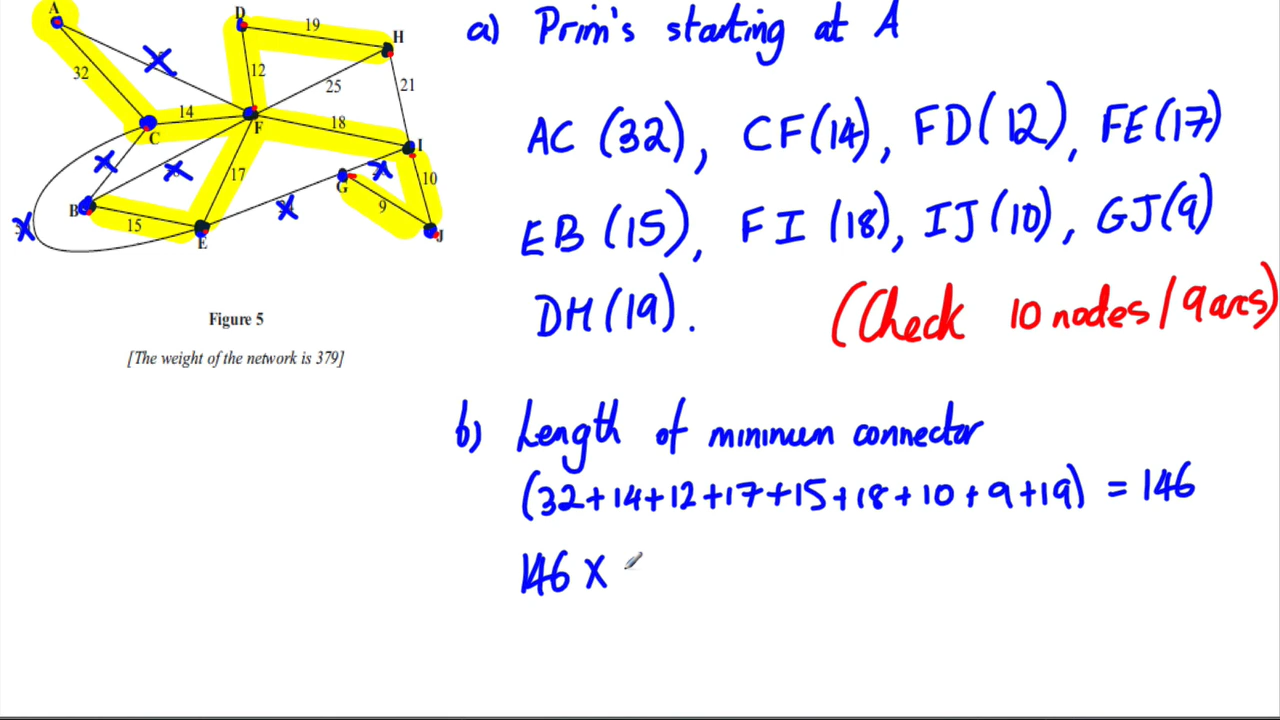 a) Prim's starting at A
A
D
19
H
32
12
25
21
14
C
F
18
I
17
G
10
B
15
E
9
J
AC (32), CF(14), FD(12), FE(17)
EB (15), FI (18), IJ (10), GJ(9)
DH (19). (Check 10 nodes/9 arcs)
Figure 5
[The weight of the network is 379]
b) Length of minimum connector
(32+14+12+17+15+18+10+9+19) = 146
146 x